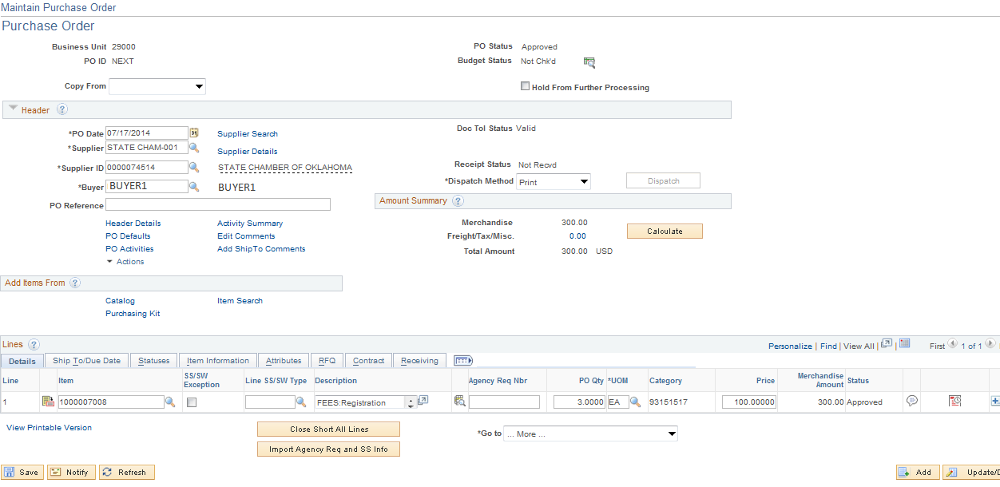 Maintain Purchase Order
Purchase Order
Business Unit 29000
PO Status Approved
PO ID NEXT
Budget Status Not Chk'd
Copy From
Hold From Further Processing
Header ?
*PO Date 07/17/2014 31 Supplier Search
Doc Tol Status Valid
*Supplier STATE CHAM-001 Supplier Details
*Supplier ID 0000074514 STATE CHAMBER OF OKLAHOMA
Receipt Status Not Recvd
*Buyer BUYER1 BUYER1
*Dispatch Method Print Dispatch
PO Reference
Amount Summary ?
Header Details Activity Summary
Merchandise 300.00
PO Defaults Edit Comments
Freight/Tax/Misc. 0.00 Calculate
PO Activities Add ShipTo Comments
Total Amount 300.00 USD
Actions
Add Items From ?
Catalog Item Search
Purchasing Kit
Lines ?
Personalize | Find | View All | | First 1 of 1
Details Ship To/Due Date Statuses Item Information Attributes RFQ Contract Receiving
Line Item SS/SW Exception Line SS/SW Type Description Agency Req Nbr PO Qty *UOM Category Price Merchandise Amount Status
1 1000007008 FEES:Registration 3.0000 EA 93151517 100.00000 300.00 Approved
View Printable Version Close Short All Lines *Go to ... More ...
Import Agency Req and SS Info
Save Notify Refresh Add Update/D